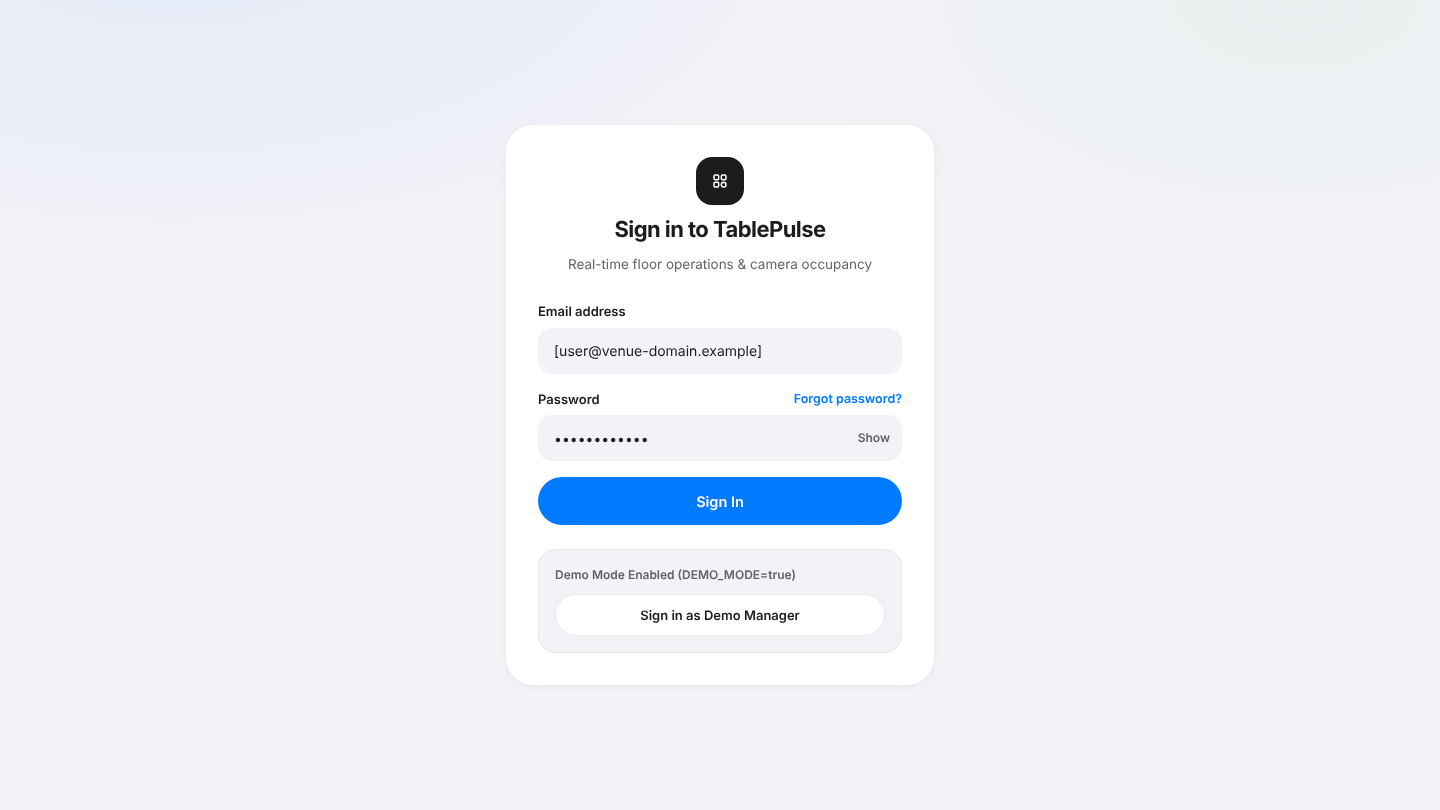 Sign in to TablePulse
Real-time floor operations & camera occupancy
Email address
[user@venue-domain.example]
Password
Forgot password?
••••••••••••
Show
Sign In
Demo Mode Enabled (DEMO_MODE=true)
Sign in as Demo Manager